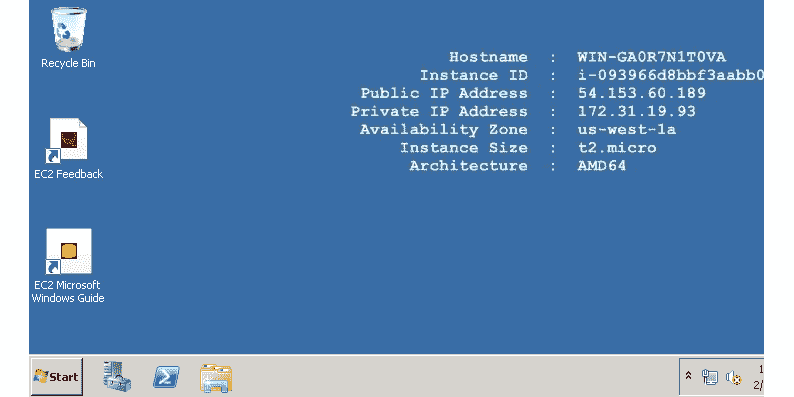 Recycle Bin
EC2 Feedback
EC2 Microsoft
Windows Guide
Hostname : WIN-GA0R7N1T0VA
Instance ID : i-093966d8bbf3aabb0
Public IP Address : 54.153.60.189
Private IP Address : 172.31.19.93
Availability Zone : us-west-1a
Instance Size : t2.micro
Architecture : AMD64
Start
1
2/